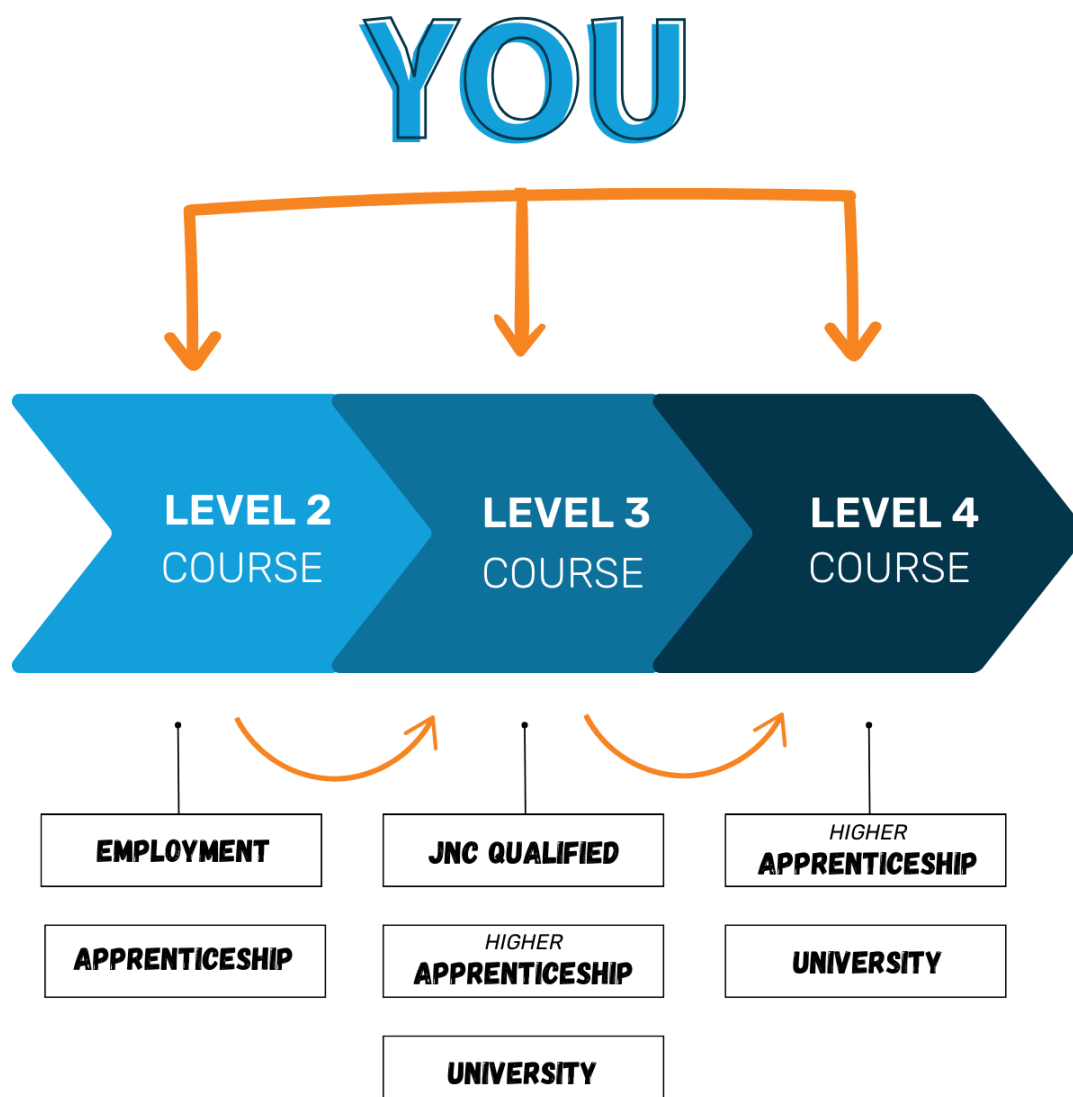 YOU
LEVEL 2
COURSE
LEVEL 3
COURSE
LEVEL 4
COURSE
EMPLOYMENT
APPRENTICESHIP
JNC QUALIFIED
HIGHER
APPRENTICESHIP
UNIVERSITY
HIGHER
APPRENTICESHIP
UNIVERSITY